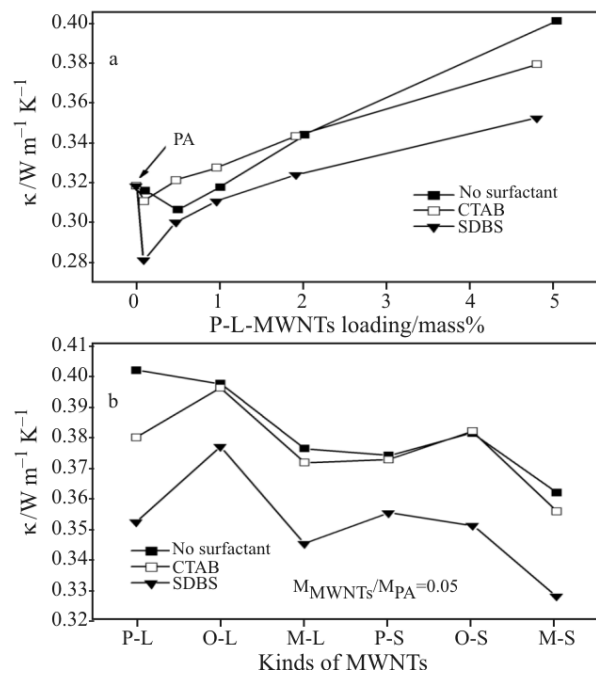 0.40
0.38
0.36
0.34
0.32
0.30
0.28
κ /W m⁻¹ K⁻¹
a
PA
No surfactant
CTAB
SDBS
0 1 2 3 4 5
P-L-MWNTs loading/mass%
0.41
0.40
0.39
0.38
0.37
0.36
0.35
0.34
0.33
0.32
κ /W m⁻¹ K⁻¹
b
No surfactant
CTAB
SDBS
M_MWNTs/M_PA=0.05
P-L O-L M-L P-S O-S M-S
Kinds of MWNTs